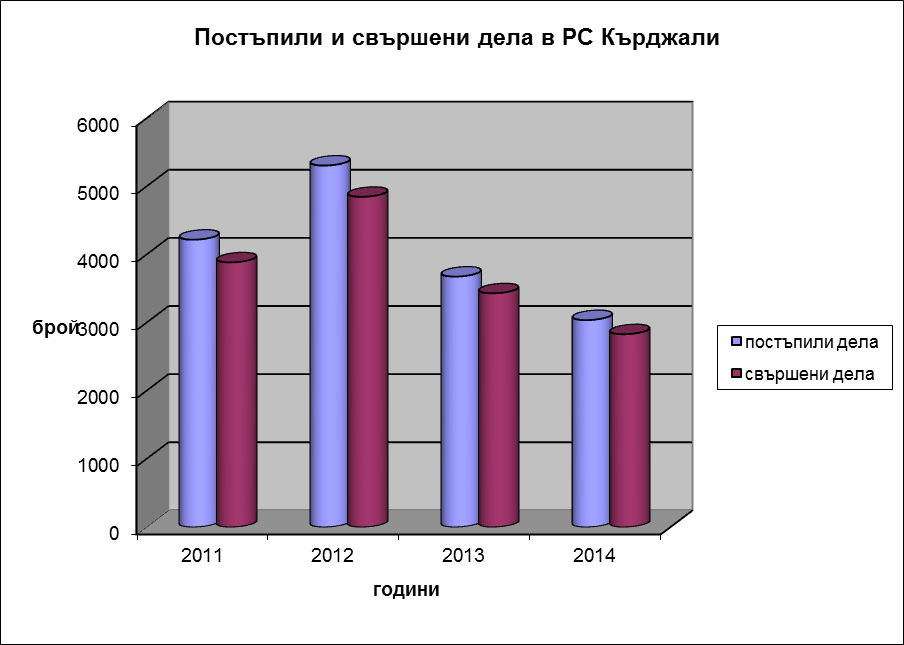 Постъпили и свършени дела в РС Кърджали
6000
5000
4000
брой
3000
2000
1000
0
2011 2012 2013 2014
години
постъпили дела
свършени дела